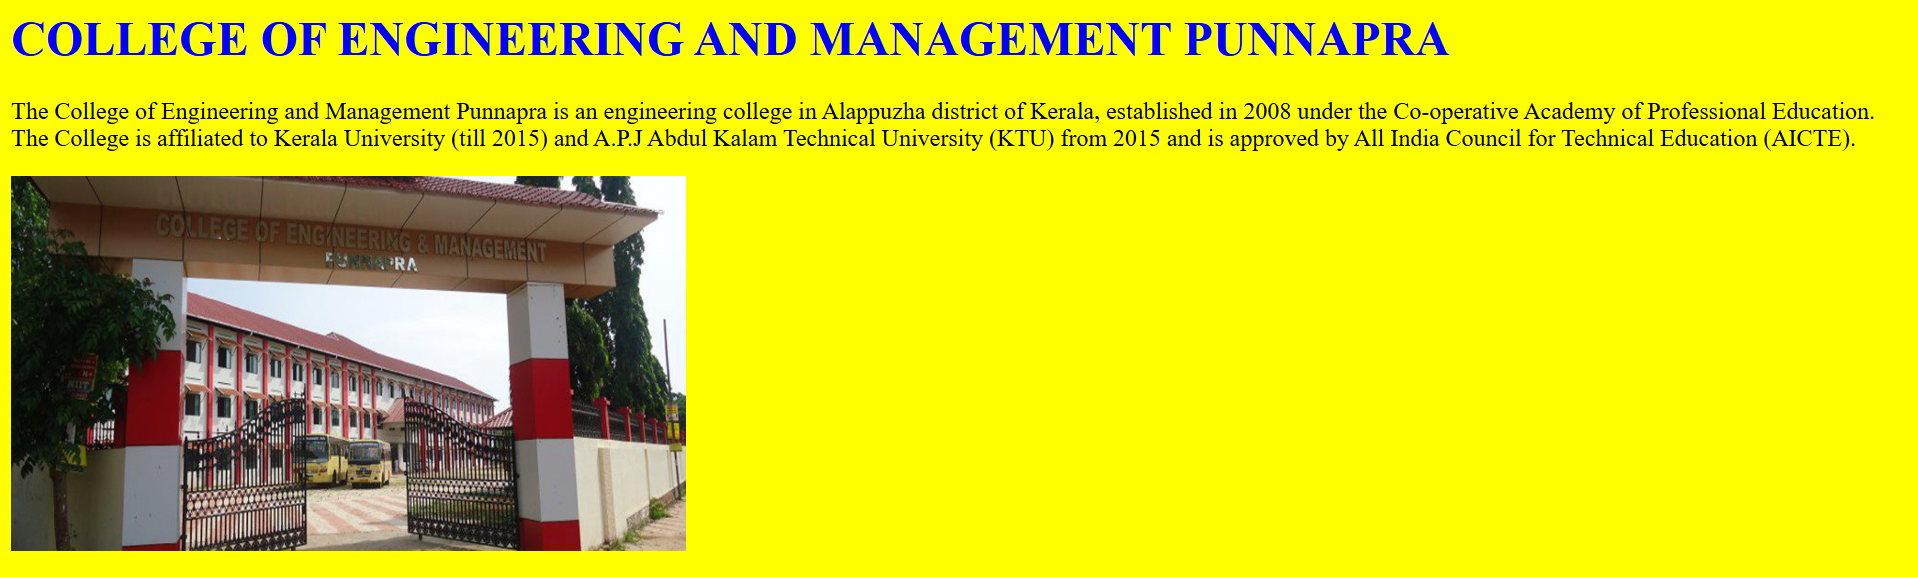 COLLEGE OF ENGINEERING AND MANAGEMENT PUNNAPRA
The College of Engineering and Management Punnapra is an engineering college in Alappuzha district of Kerala, established in 2008 under the Co-operative Academy of Professional Education.
The College is affiliated to Kerala University (till 2015) and A.P.J Abdul Kalam Technical University (KTU) from 2015 and is approved by All India Council for Technical Education (AICTE).
COLLEGE OF ENGINEERING & MANAGEMENT
PUNNAPRA